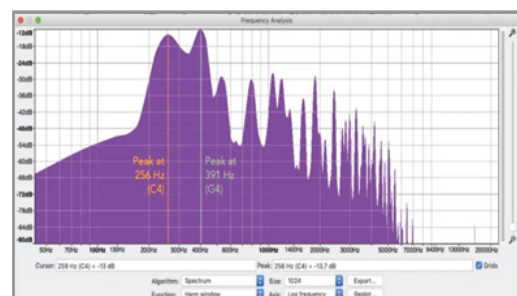 Frequency Analysis
-12dB
-18dB
-24dB
-30dB
-36dB
-42dB
-48dB
-54dB
-60dB
-66dB
-72dB
-78dB
-84dB
-90dB
Peak at
256 Hz
(C4)
Peak at
391 Hz
(G4)
50Hz 70Hz 100Hz 130Hz 200Hz 300Hz 400Hz 600Hz 1000Hz 1400Hz 2000Hz 3000Hz 5000Hz 9000Hz 20000Hz
Cursor: 259 Hz (C4) = -13 dB Peak: 256 Hz (C4) = -13.7 dB Grids
Algorithm: Spectrum Size: 1024 Export...
Function: Hann window Axis: Log frequency Replot...